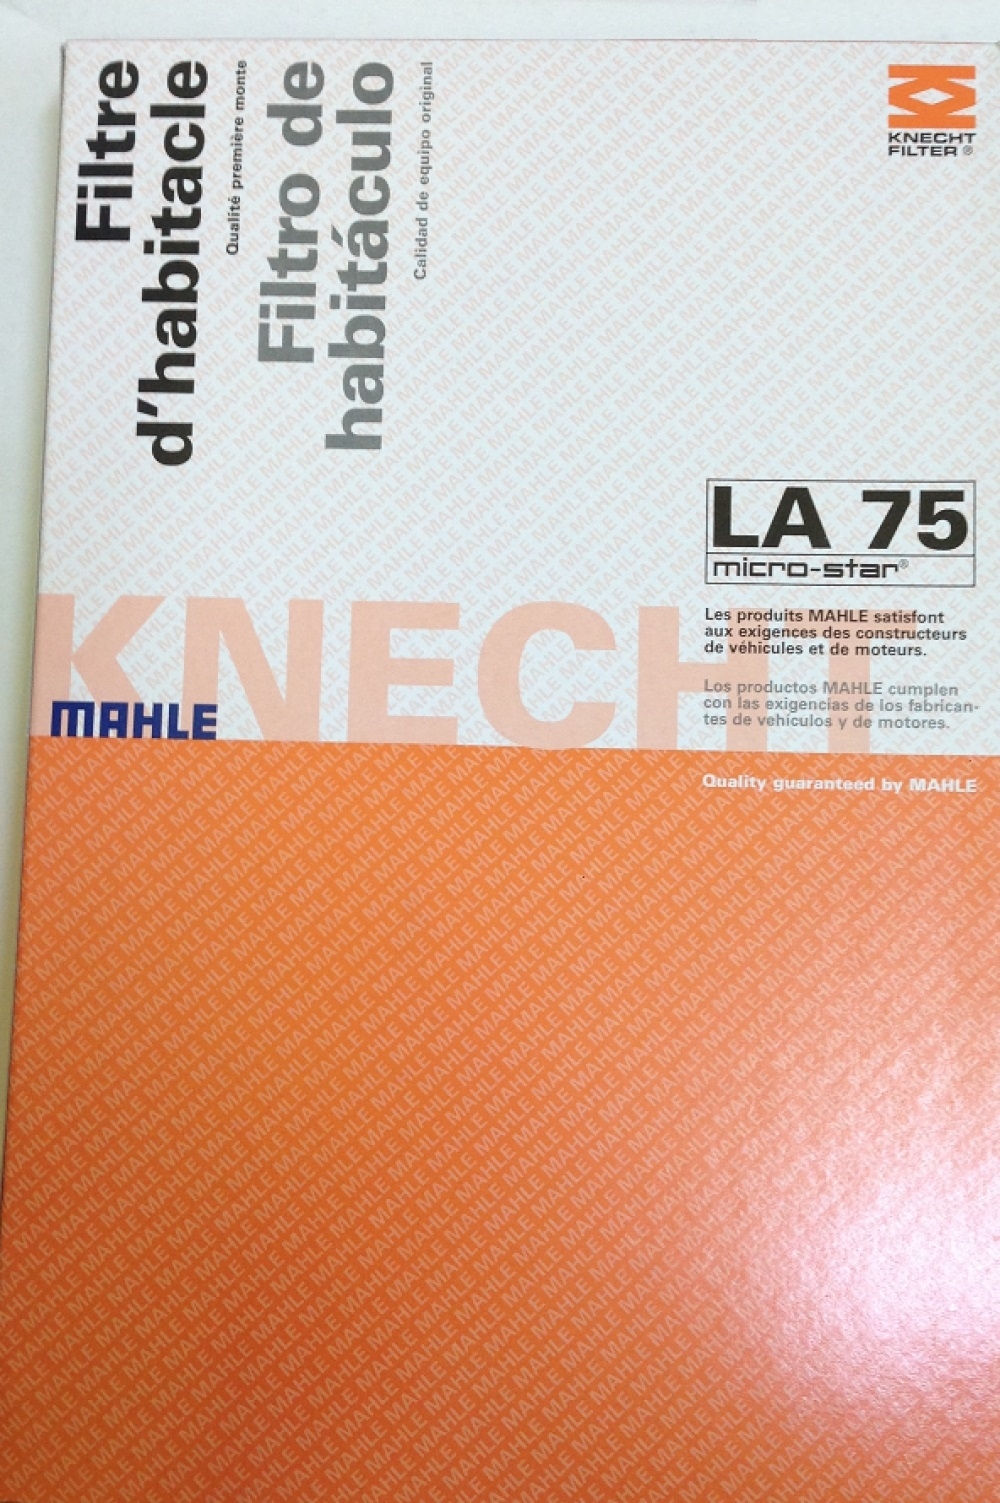 Filtre
d'habitacle
Qualité première monte
Filtro de
habitáculo
Calidad de equipo original
KNECHT
FILTER®
LA 75
micro-star®
Les produits MAHLE satisfont
aux exigences des constructeurs
de véhicules et de moteurs.
Los productos MAHLE cumplen
con las exigencias de los fabrican-
tes de vehículos y de motores.
KNECHT
MAHLE
Quality guaranteed by MAHLE